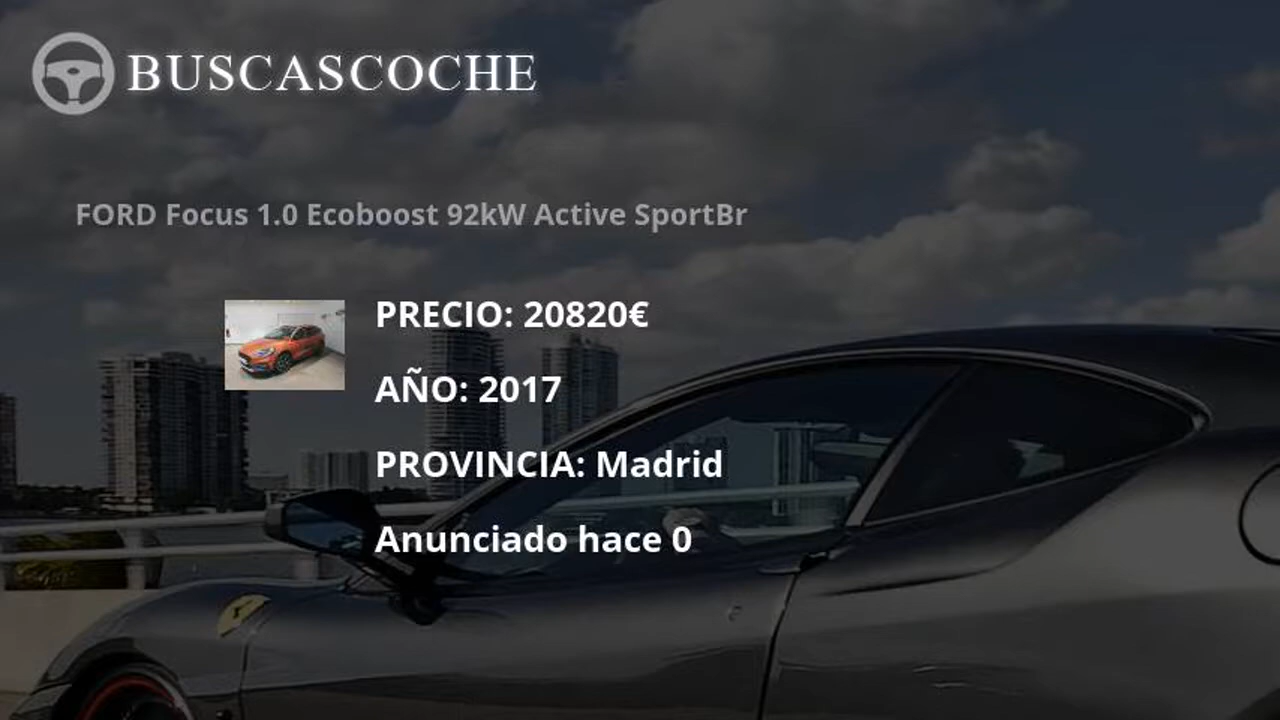 BUSCASCOCHE
FORD Focus 1.0 Ecoboost 92kW Active SportBr
PRECIO: 20820€
AÑO: 2017
PROVINCIA: Madrid
Anunciado hace 0